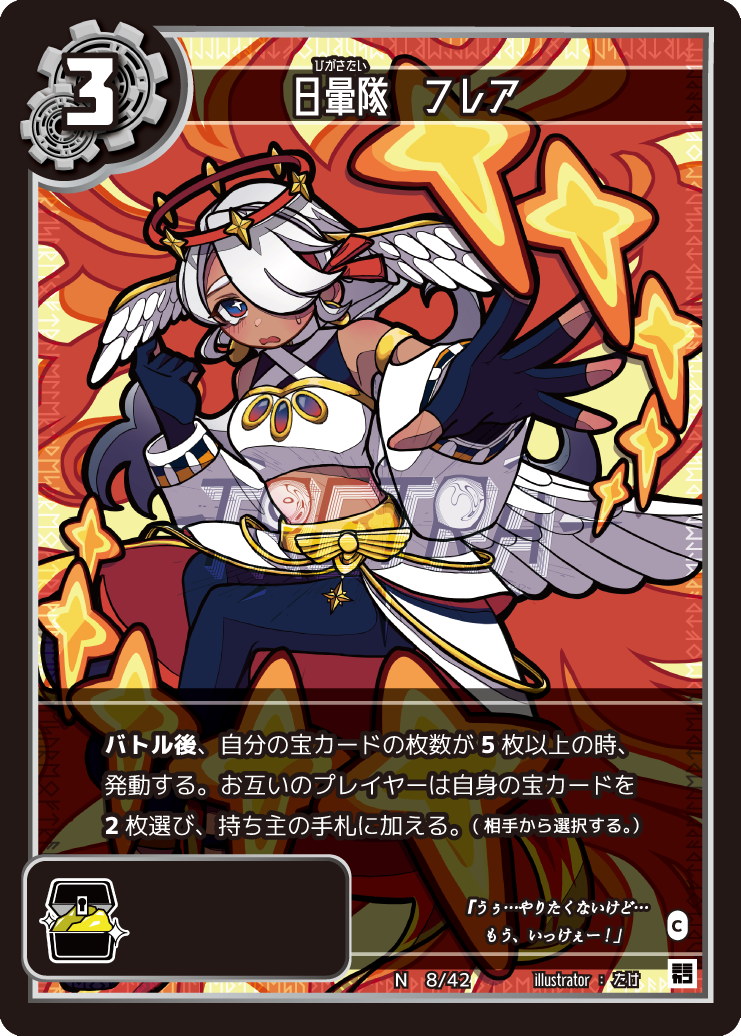 3
ひがさたい
日暈隊 フレア
バトル後、自分の宝カードの枚数が5枚以上の時、
発動する。お互いのプレイヤーは自身の宝カードを
2枚選び、持ち主の手札に加える。(相手から選択する。)
「うぅ…やりたくないけど…
もう、いっけぇー！」
C
N 8/42 illustrator : たけ